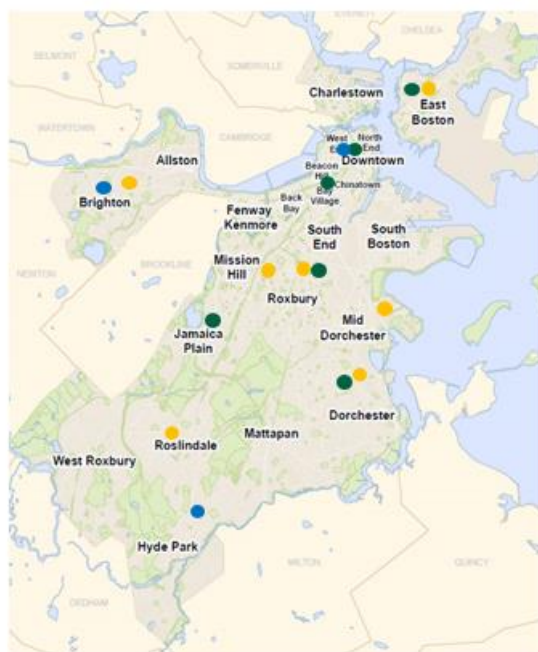 EVERETT
CHELSEA
BELMONT
SOMERVILLE
Charlestown
East
Boston
WATERTOWN
CAMBRIDGE
West
North
End
Downtown
Allston
Beacon
Hill
Chinatown
Bay
Village
Back
Bay
Brighton
Fenway
Kenmore
South
End
South
Boston
NEWTON
BROOKLINE
Mission
Hill
Roxbury
Jamaica
Plain
Mid
Dorchester
Dorchester
Roslindale
Mattapan
West Roxbury
Hyde Park
MILTON
QUINCY
DEDHAM